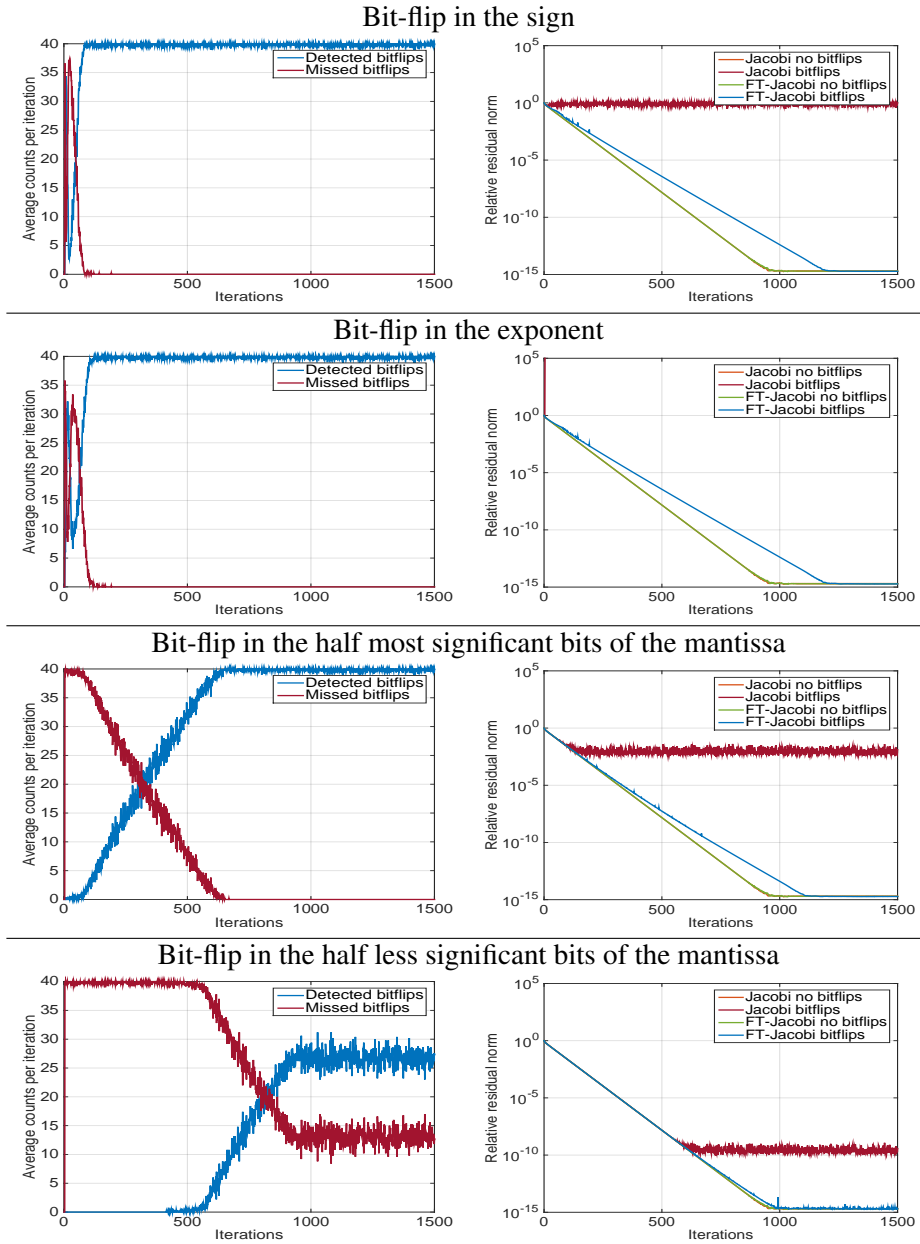 Bit-flip in the sign
40
35
30
25
20
15
10
5
0
0
500
1000
1500
Iterations
Average counts per iteration
Detected bitflips
Missed bitflips
10^5
10^0
10^-5
10^-10
10^-15
0
500
1000
1500
Iterations
Relative residual norm
Jacobi no bitflips
Jacobi bitflips
FT-Jacobi no bitflips
FT-Jacobi bitflips
Bit-flip in the exponent
40
35
30
25
20
15
10
5
0
0
500
1000
1500
Iterations
Average counts per iteration
Detected bitflips
Missed bitflips
10^5
10^0
10^-5
10^-10
10^-15
0
500
1000
1500
Iterations
Relative residual norm
Jacobi no bitflips
Jacobi bitflips
FT-Jacobi no bitflips
FT-Jacobi bitflips
Bit-flip in the half most significant bits of the mantissa
40
35
30
25
20
15
10
5
0
0
500
1000
1500
Iterations
Average counts per iteration
Detected bitflips
Missed bitflips
10^5
10^0
10^-5
10^-10
10^-15
0
500
1000
1500
Iterations
Relative residual norm
Jacobi no bitflips
Jacobi bitflips
FT-Jacobi no bitflips
FT-Jacobi bitflips
Bit-flip in the half less significant bits of the mantissa
40
35
30
25
20
15
10
5
0
0
500
1000
1500
Iterations
Average counts per iteration
Detected bitflips
Missed bitflips
10^5
10^0
10^-5
10^-10
10^-15
0
500
1000
1500
Iterations
Relative residual norm
Jacobi no bitflips
Jacobi bitflips
FT-Jacobi no bitflips
FT-Jacobi bitflips